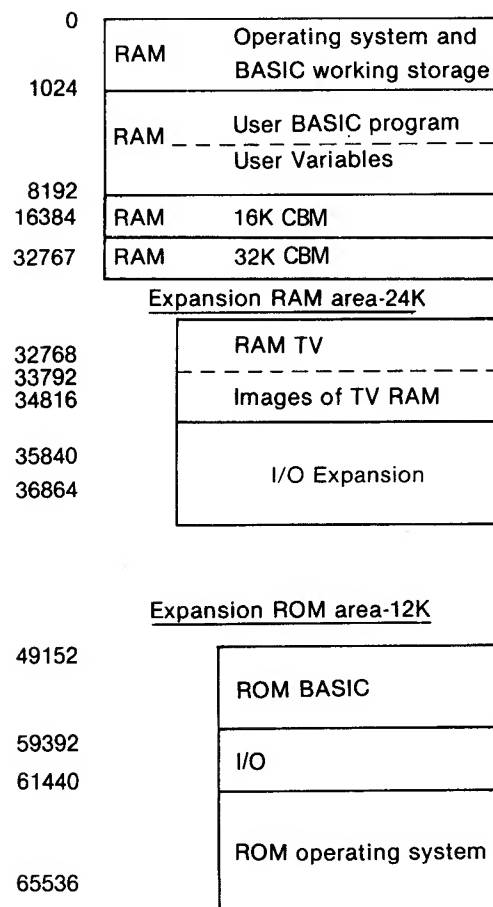 0
RAM Operating system and
BASIC working storage
1024
RAM User BASIC program
User Variables
8192
16384 RAM 16K CBM
32767 RAM 32K CBM
Expansion RAM area-24K
32768 RAM TV
33792
34816 Images of TV RAM
35840
I/O Expansion
36864
Expansion ROM area-12K
49152
ROM BASIC
59392
I/O
61440
ROM operating system
65536